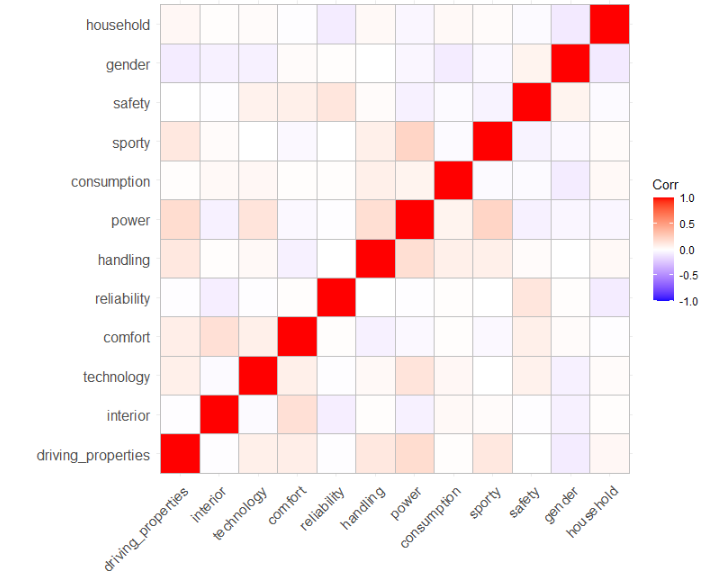 household
gender
safety
sporty
consumption
power
handling
reliability
comfort
technology
interior
driving_properties
driving_properties
interior
technology
comfort
reliability
handling
power
consumption
sporty
safety
gender
household
Corr
1.0
0.5
0.0
-0.5
-1.0